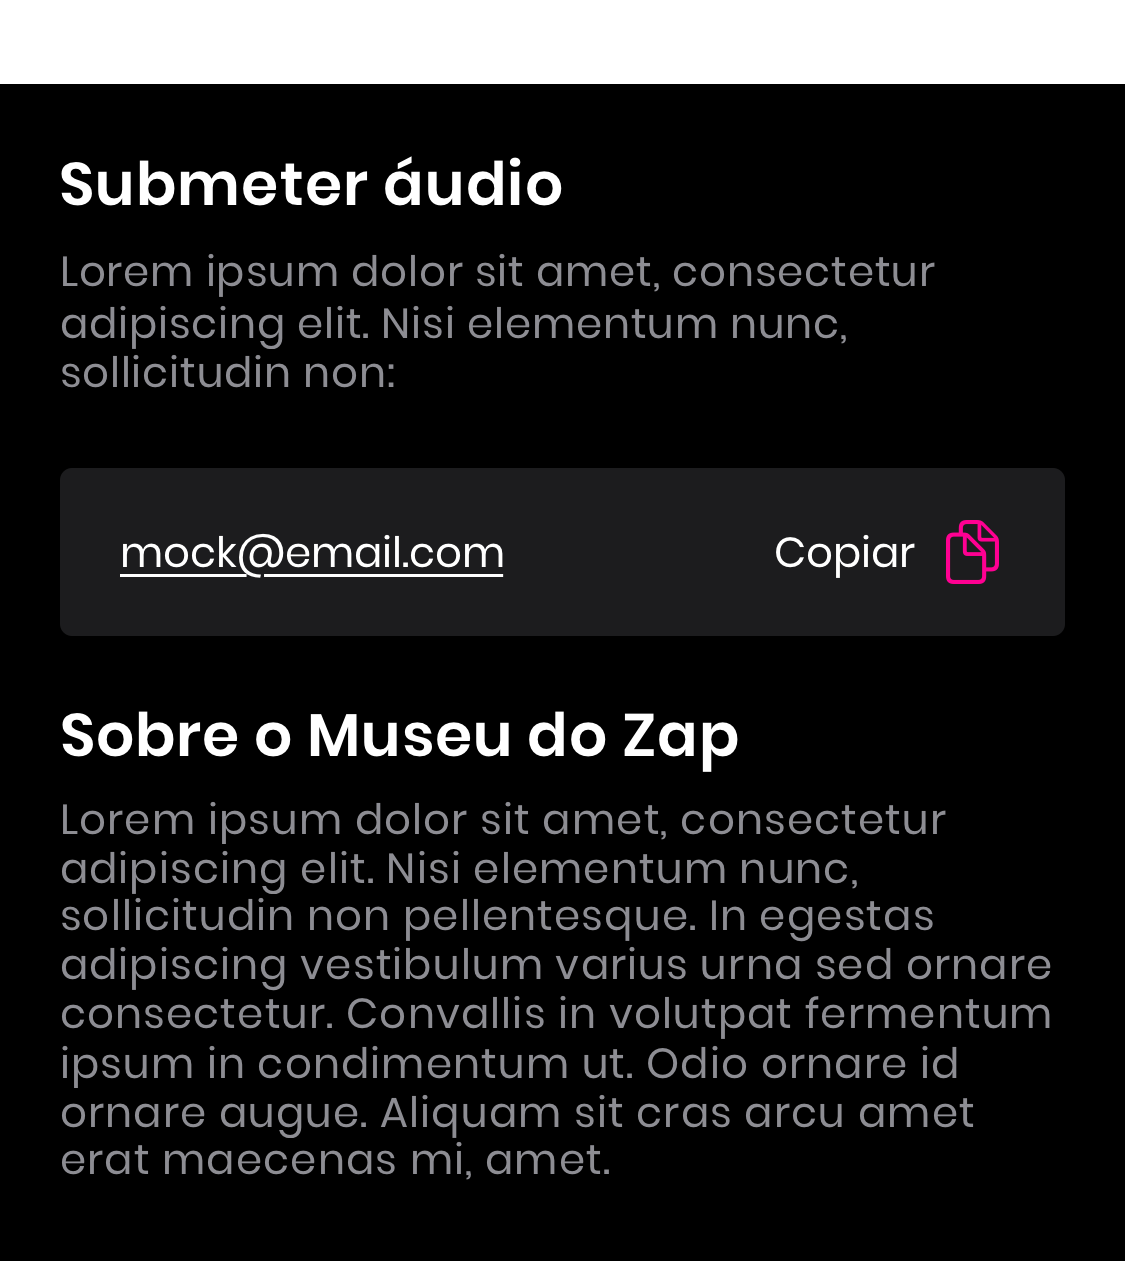 Submeter áudio
Lorem ipsum dolor sit amet, consectetur
adipiscing elit. Nisi elementum nunc,
sollicitudin non:
mock@email.com Copiar
Sobre o Museu do Zap
Lorem ipsum dolor sit amet, consectetur
adipiscing elit. Nisi elementum nunc,
sollicitudin non pellentesque. In egestas
adipiscing vestibulum varius urna sed ornare
consectetur. Convallis in volutpat fermentum
ipsum in condimentum ut. Odio ornare id
ornare augue. Aliquam sit cras arcu amet
erat maecenas mi, amet.